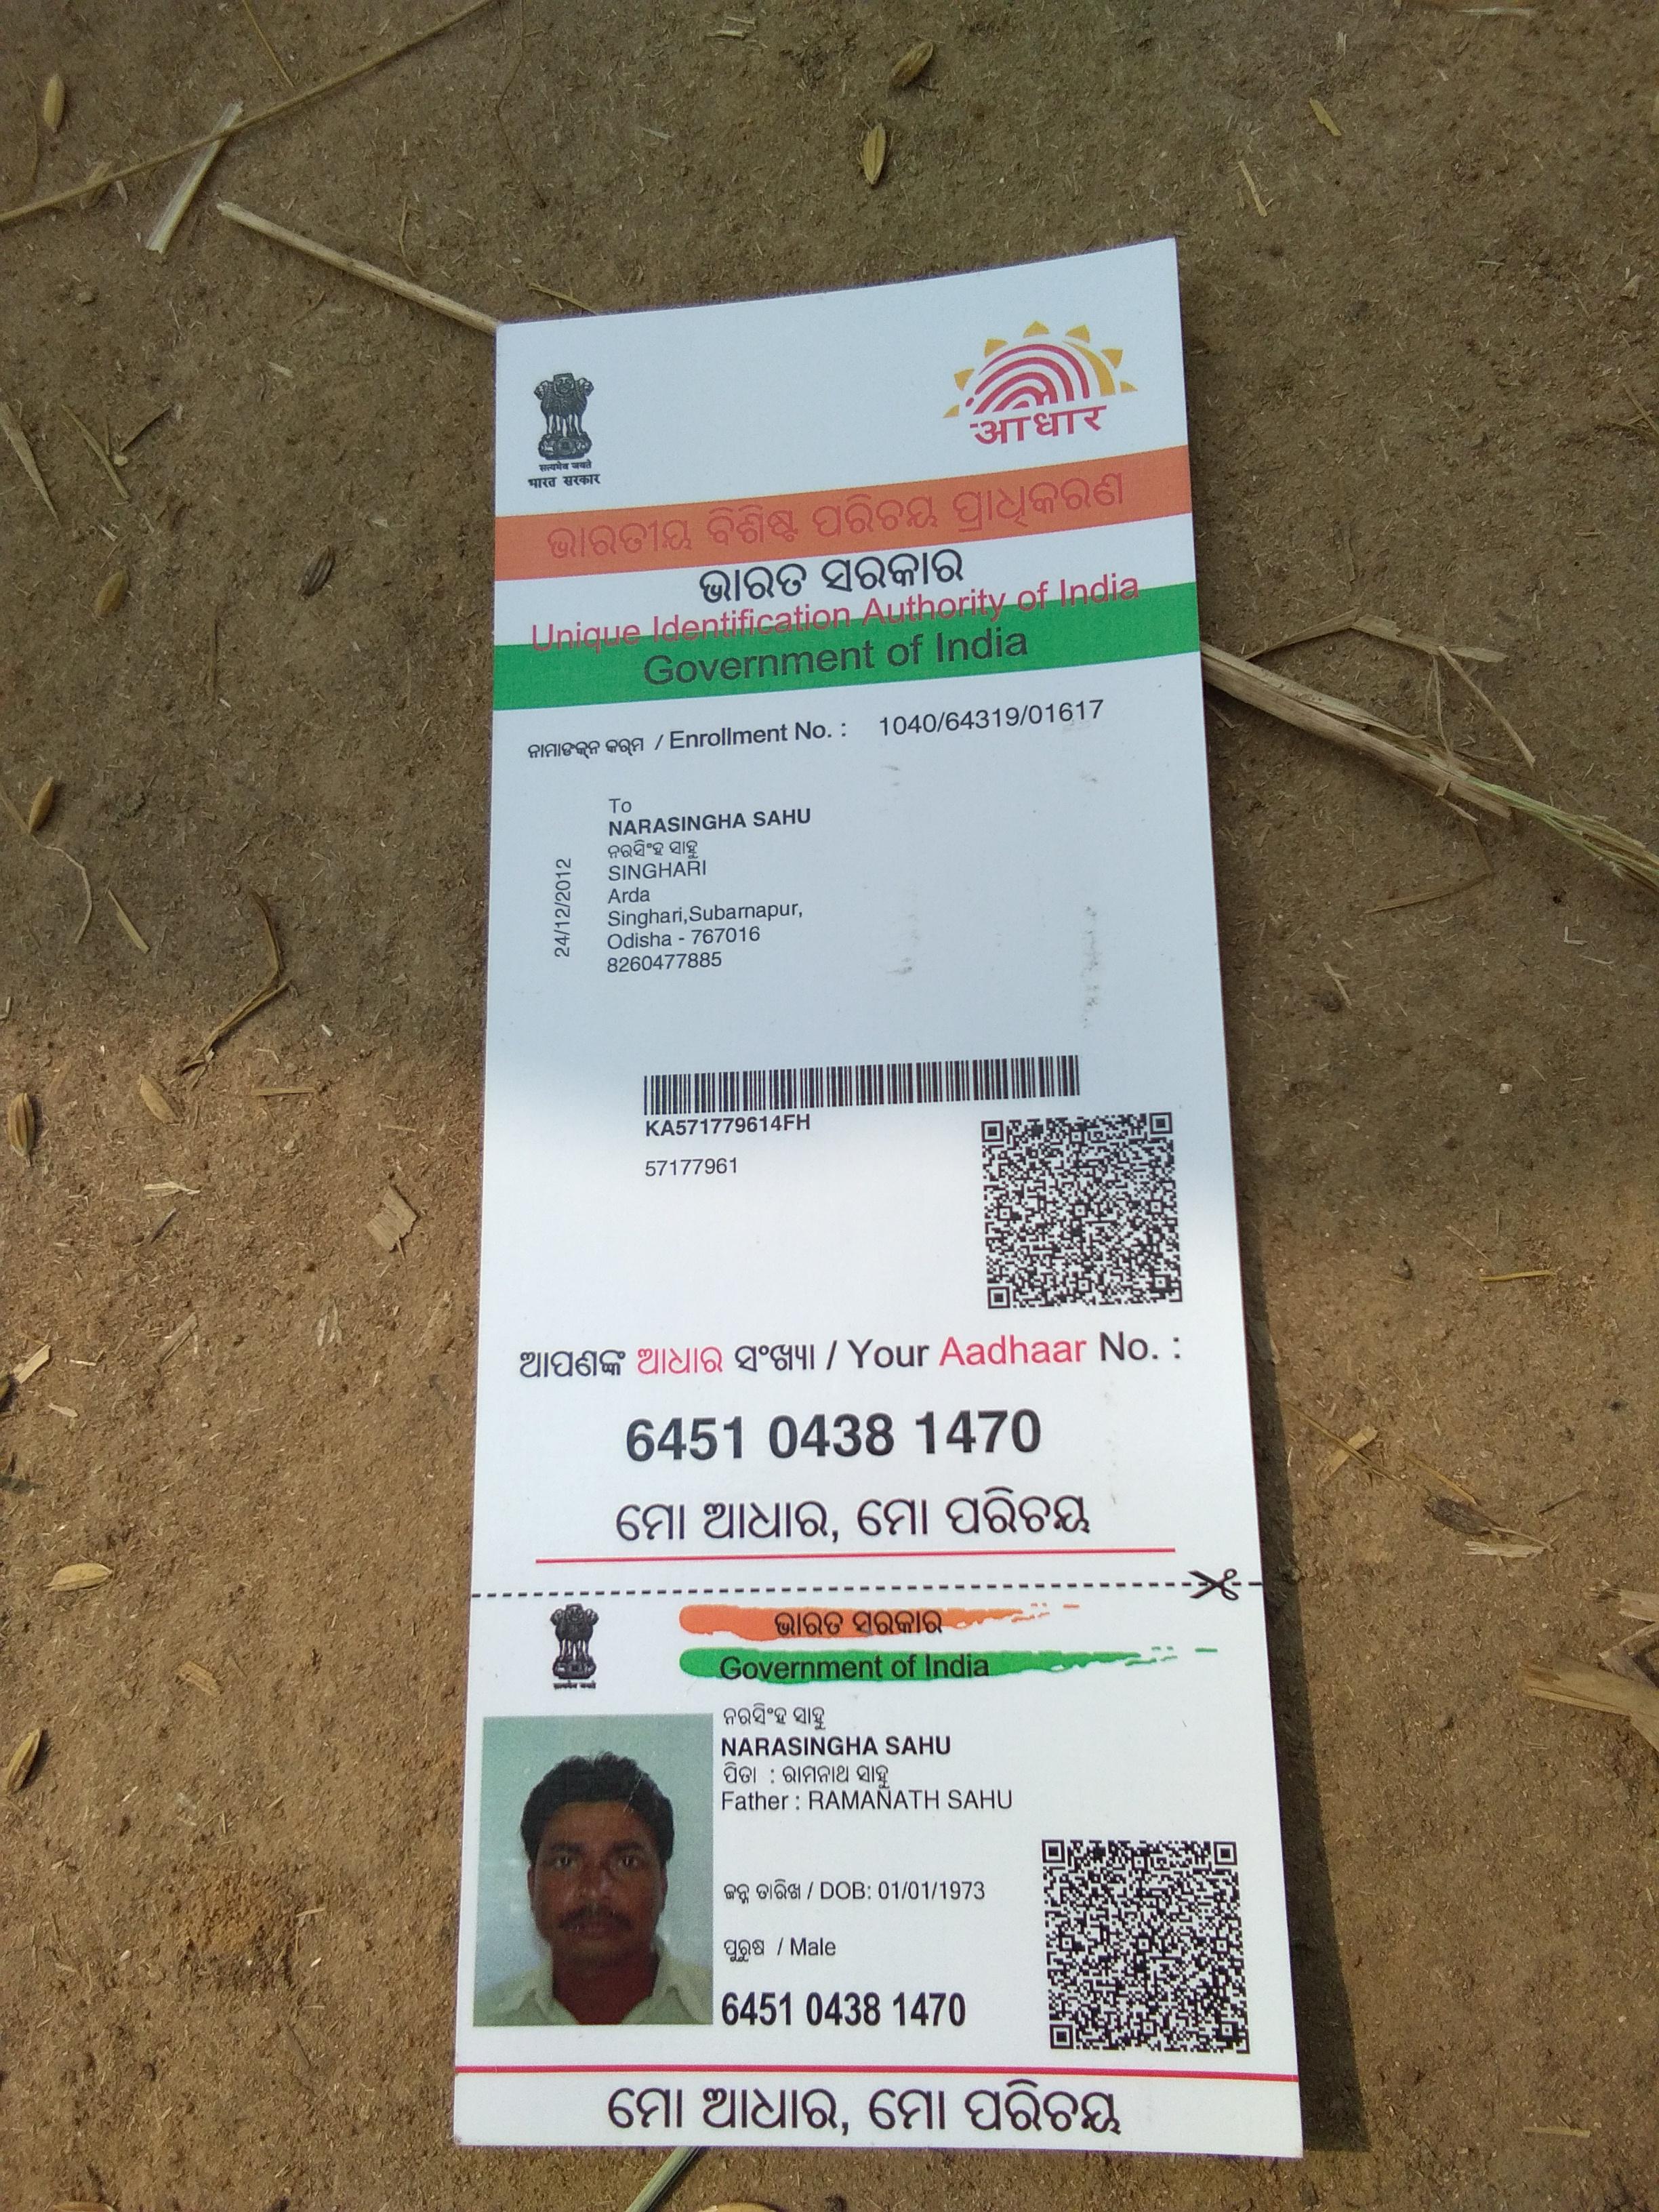 सत्यमेव जयते
भारत सरकार
आधार
ଭାରତୀୟ ବିଶିଷ୍ଟ ପରିଚୟ ପ୍ରାଧିକରଣ
ଭାରତ ସରକାର
Unique Identification Authority of India
Government of India
ନାମାଙ୍କନ କର୍ମ / Enrollment No. : 1040/64319/01617
24/12/2012
To
NARASINGHA SAHU
ନରସିଂହ ସାହୁ
SINGHARI
Arda
Singhari,Subarnapur,
Odisha - 767016
8260477885
KA571779614FH
57177961
ଆପଣଙ୍କ ଆଧାର ସଂଖ୍ୟା / Your Aadhaar No. :
6451 0438 1470
ମୋ ଆଧାର, ମୋ ପରିଚୟ
ଭାରତ ସରକାର
Government of India
ନରସିଂହ ସାହୁ
NARASINGHA SAHU
ପିତା : ରାମନାଥ ସାହୁ
Father : RAMANATH SAHU
ଜନ୍ମ ତାରିଖ / DOB: 01/01/1973
ପୁରୁଷ / Male
6451 0438 1470
ମୋ ଆଧାର, ମୋ ପରିଚୟ